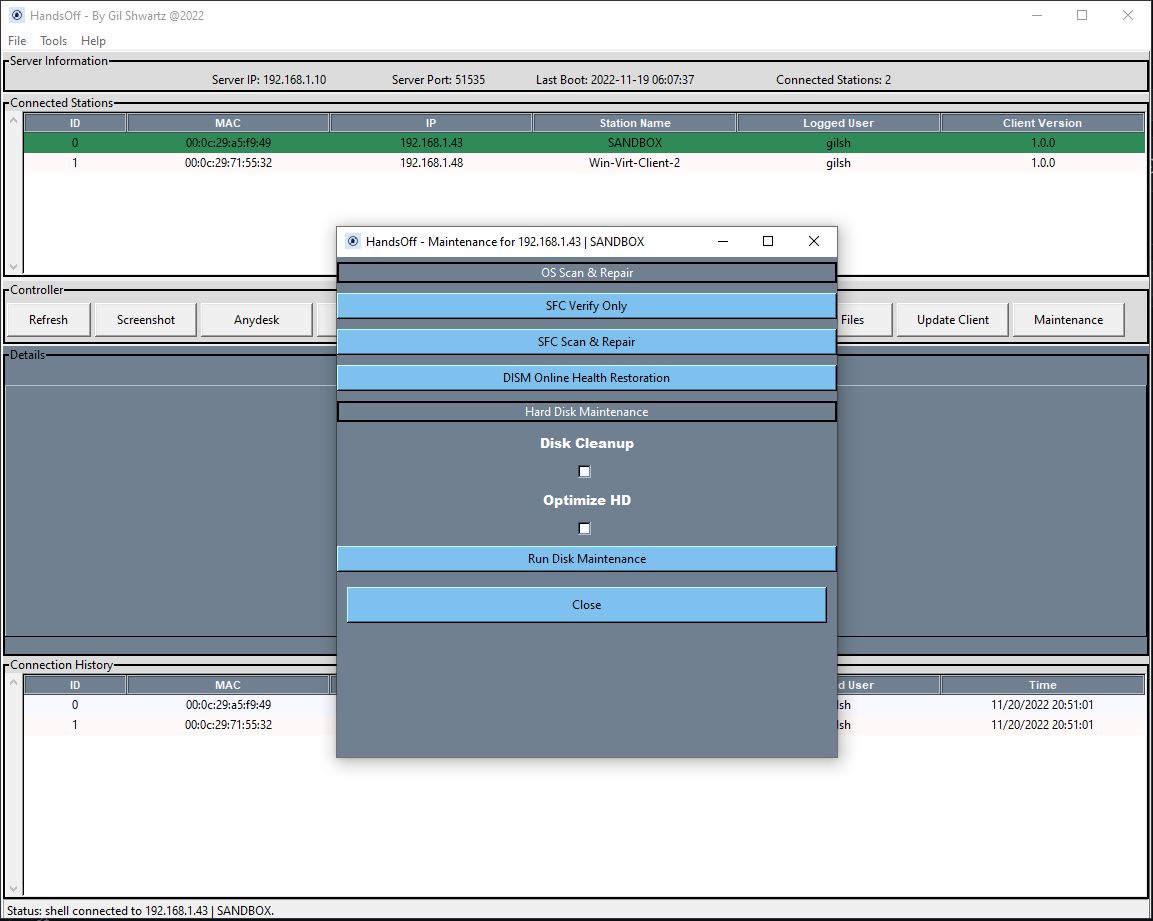 HandsOff - By Gil Shwartz @2022
File Tools Help
Server Information
Server IP: 192.168.1.10 Server Port: 51535 Last Boot: 2022-11-19 06:07:37 Connected Stations: 2
Connected Stations
ID MAC IP Station Name Logged User Client Version
0 00:0c:29:a5:f9:49 192.168.1.43 SANDBOX gilsh 1.0.0
1 00:0c:29:71:55:32 192.168.1.48 Win-Virt-Client-2 gilsh 1.0.0
HandsOff - Maintenance for 192.168.1.43 | SANDBOX
OS Scan & Repair
SFC Verify Only
SFC Scan & Repair
DISM Online Health Restoration
Hard Disk Maintenance
Disk Cleanup
Optimize HD
Run Disk Maintenance
Close
Controller
Refresh Screenshot Anydesk Files Update Client Maintenance
Details
Connection History
ID MAC d User Time
0 00:0c:29:a5:f9:49 lsh 11/20/2022 20:51:01
1 00:0c:29:71:55:32 lsh 11/20/2022 20:51:01
Status: shell connected to 192.168.1.43 | SANDBOX.